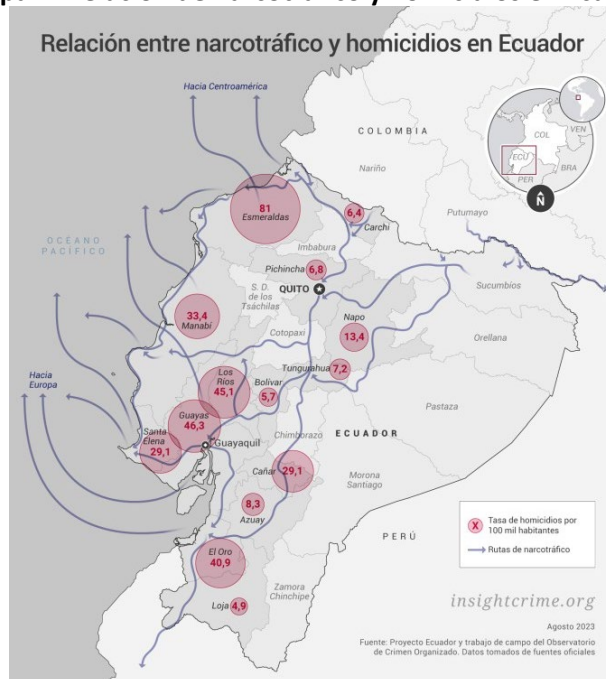 Relación entre narcotráfico y homicidios en Ecuador
Hacia Centroamérica
COLOMBIA
Nariño
COL
VEN
ECU
PER
BRA
N
81
Esmeraldas
6,4
Carchi
Putumayo
Imbabura
OCÉANO
PACÍFICO
Pichincha
6,8
QUITO
S. D.
de los
Tsáchilas
Sucumbios
33,4
Manabí
Napo
13,4
Orellana
Cotopaxi
Hacia
Europa
Los
Ríos
45,1
Bolívar
5,7
Tungurahua
7,2
Pastaza
Guayas
46,3
Santa
Elena
29,1
Guayaquil
Chimborazo
ECUADOR
Cañar
29,1
Morona
Santiago
8,3
Azuay
PERÚ
El Oro
40,9
Zamora
Chinchipe
Loja
4,9
X
Tasa de homicidios por
100 mil habitantes
Rutas de narcotráfico
insightcrime.org
Agosto 2023
Fuente: Proyecto Ecuador y trabajo de campo del Observatorio
de Crimen Organizado. Datos tomados de fuentes oficiales